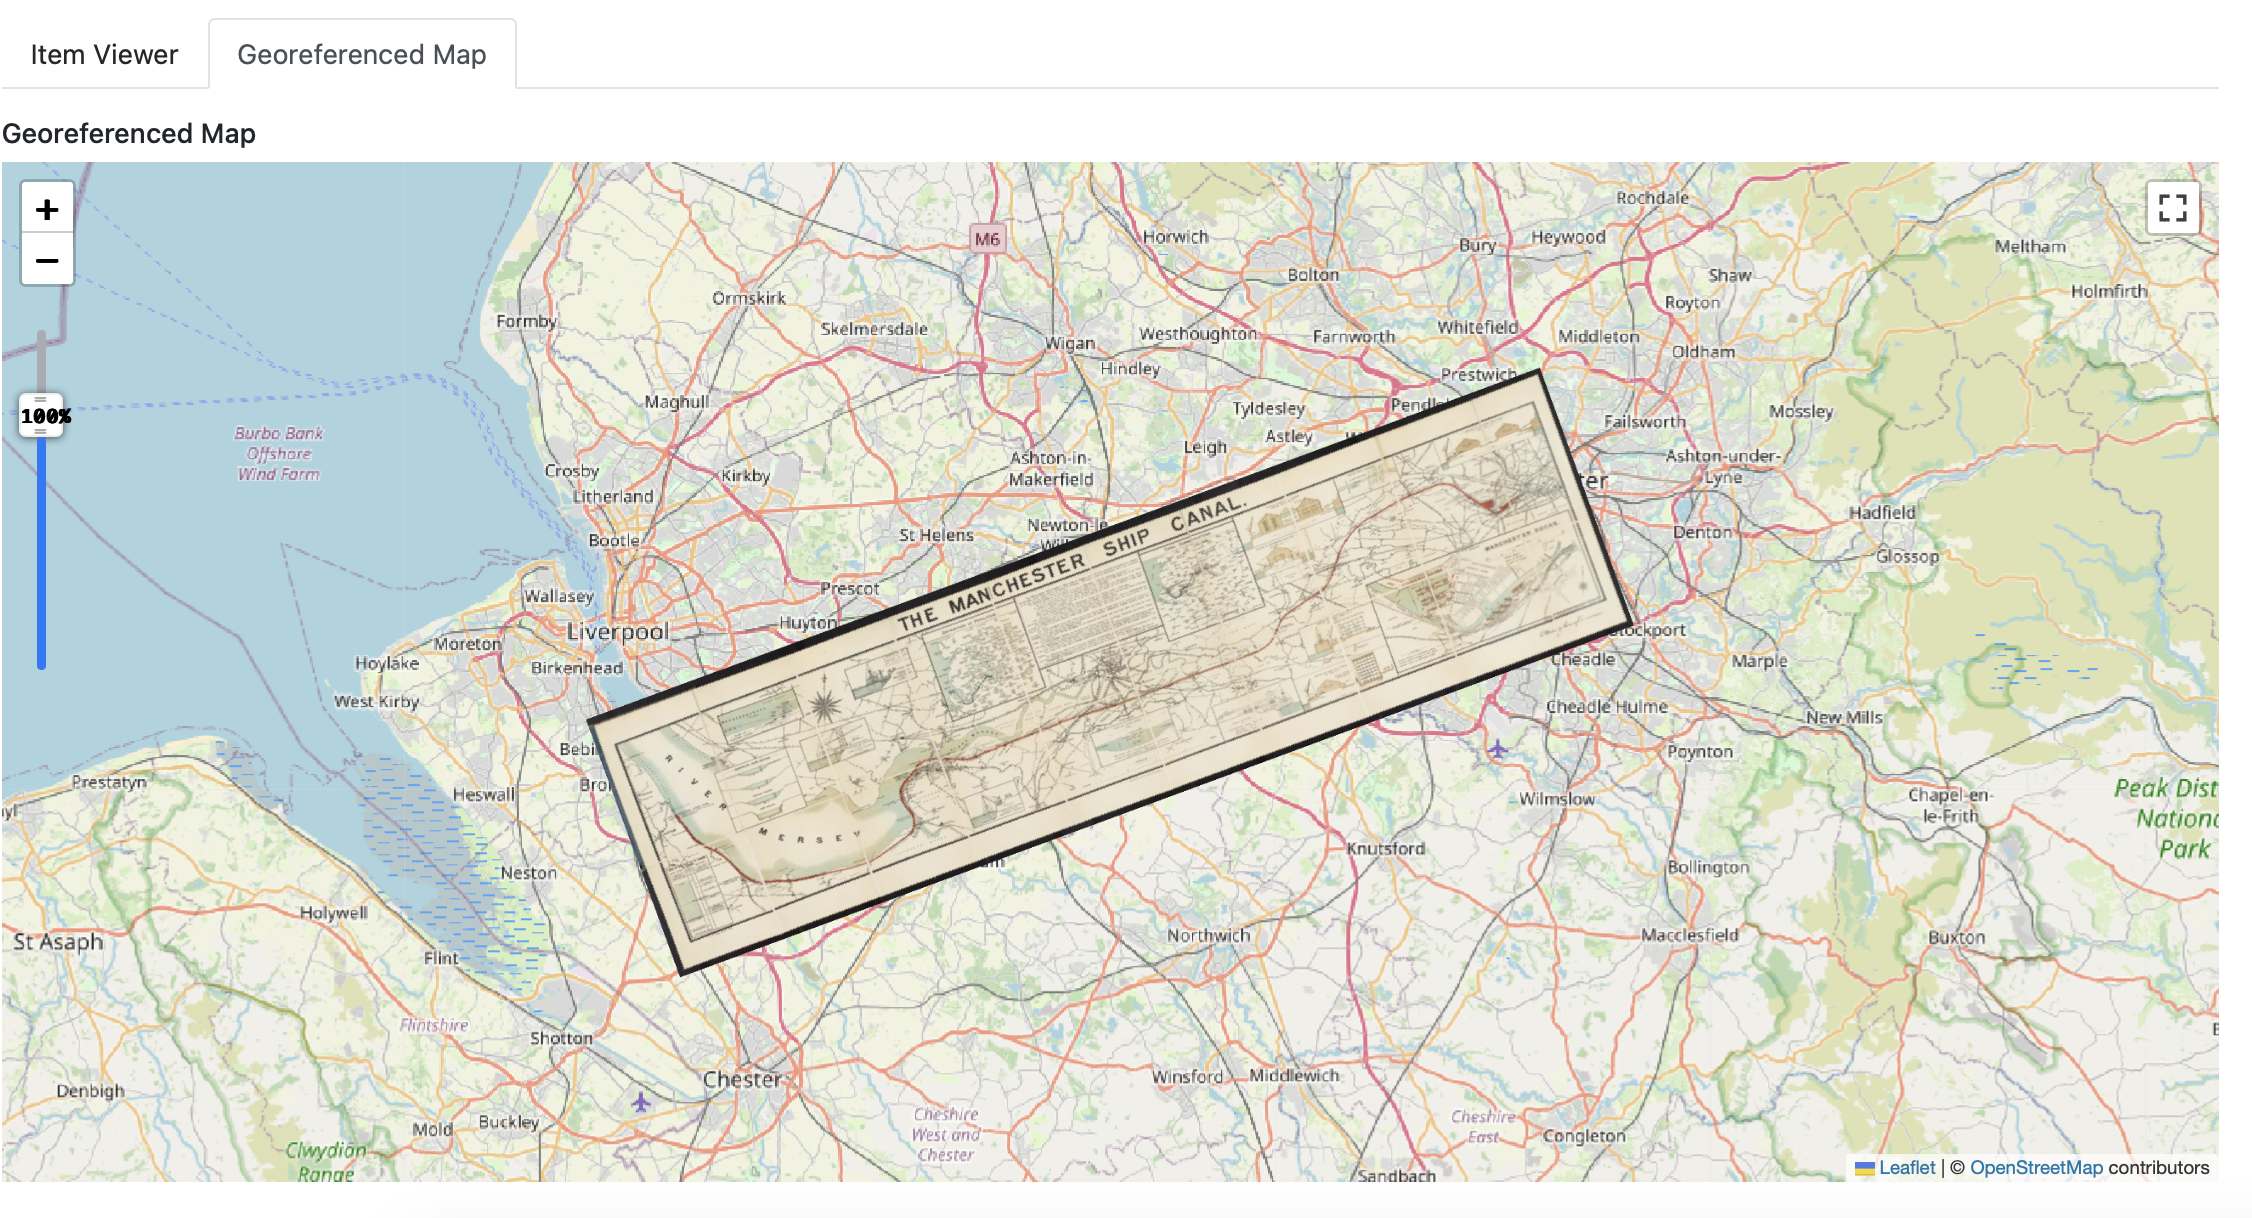 Item Viewer
Georeferenced Map
Georeferenced Map
+
−
100%
M6
Rochdale
Horwich
Bury
Heywood
Meltham
Bolton
Shaw
Holmfirth
Ormskirk
Royton
Formby
Skelmersdale
Westhoughton
Farnworth
Whitefield
Middleton
Wigan
Oldham
Hindley
Prestwich
Maghull
Tyldesley
Pendl
Mossley
Failsworth
Burbo Bank
Offshore
Wind Farm
Astley
Leigh
Ashton-in-
Makerfield
Ashton-under-
Lyne
Crosby
Kirkby
Litherland
ter
Hadfield
Newton-le
St Helens
Denton
Bootle
THE MANCHESTER SHIP CANAL.
Glossop
Prescot
Wallasey
Huyton
Liverpool
Stockport
Moreton
Hoylake
Birkenhead
Cheadle
Marple
West Kirby
Cheadle Hulme
New Mills
Bebi
Poynton
RIVER
MERSEY
Prestatyn
Heswall
Bro
Wilmslow
Chapel-en-
le-Frith
Peak Dist
Nationa
Park
yl
Knutsford
Neston
Bollington
Holywell
St Asaph
Northwich
Macclesfield
Buxton
Flint
Flintshire
Shotton
Denbigh
Chester
Winsford
Middlewich
Mold
Buckley
Cheshire
West and
Chester
Cheshire
East
Congleton
Clwydian
Range
Sandbach
Leaflet | © OpenStreetMap contributors